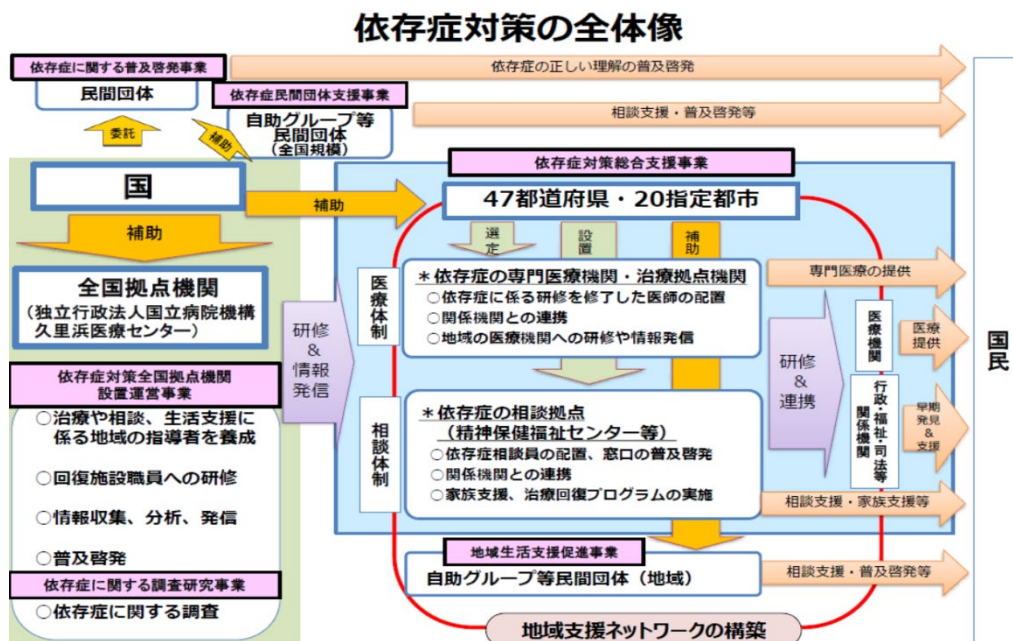 依存症対策の全体像
依存症に関する普及啓発事業
民間団体
依存症の正しい理解の普及啓発
依存症民間団体支援事業
自助グループ等
民間団体
（全国規模）
相談支援・普及啓発等
委託
補助
国
補助
補助
依存症対策総合支援事業
47都道府県・20指定都市
選定
設置
補助
全国拠点機関
（独立行政法人国立病院機構
久里浜医療センター）
依存症対策全国拠点機関
設置運営事業
○治療や相談、生活支援に
係る地域の指導者を養成
○回復施設職員への研修
○情報収集、分析、発信
○普及啓発
依存症に関する調査研究事業
○依存症に関する調査
研修
&
情報
発信
医療体制
相談体制
＊依存症の専門医療機関・治療拠点機関
○依存症に係る研修を修了した医師の配置
○関係機関との連携
○地域の医療機関への研修や情報発信
＊依存症の相談拠点
（精神保健福祉センター等）
○依存症相談員の配置、窓口の普及啓発
○関係機関との連携
○家族支援、治療回復プログラムの実施
研修
&
連携
専門医療の提供
医療機関
医療
提供
行政・福祉・司法等
関係機関
早期
発見
&
支援
相談支援・家族支援等
地域生活支援促進事業
自助グループ等民間団体（地域）
相談支援・普及啓発等
地域支援ネットワークの構築
国民